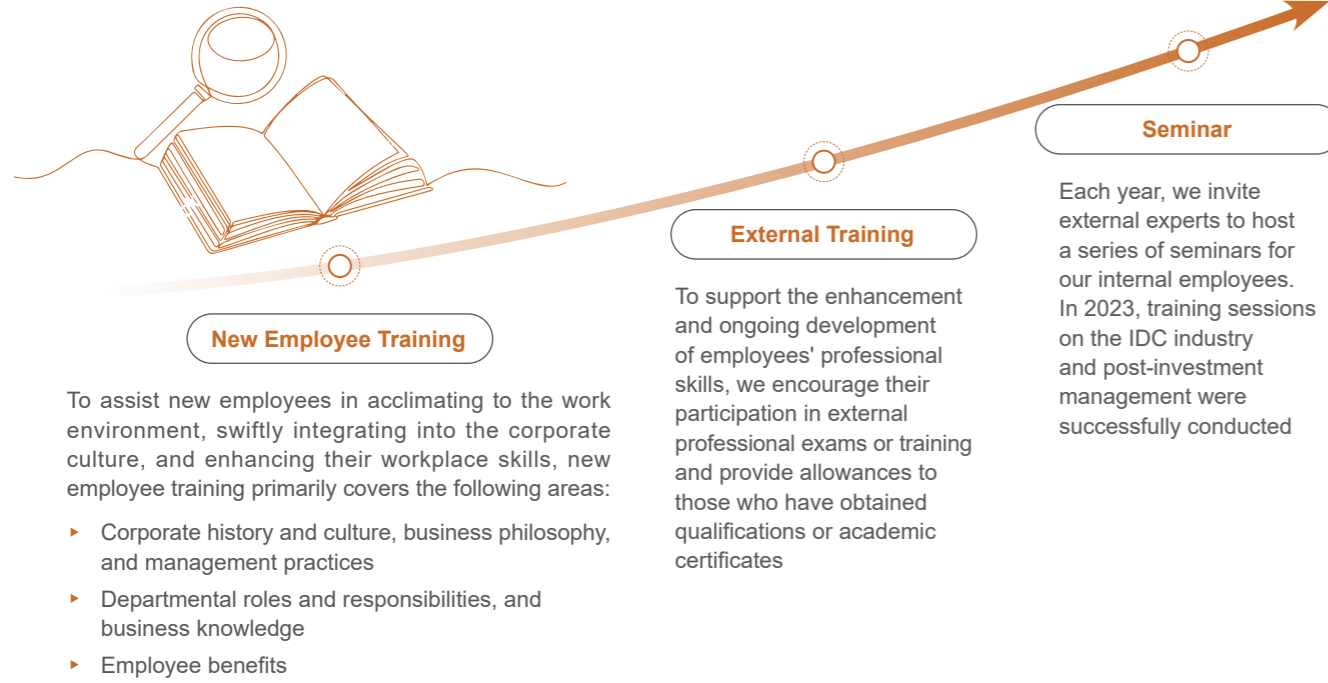 New Employee Training
To assist new employees in acclimating to the work
environment, swiftly integrating into the corporate
culture, and enhancing their workplace skills, new
employee training primarily covers the following areas:
Corporate history and culture, business philosophy,
and management practices
Departmental roles and responsibilities, and
business knowledge
Employee benefits
External Training
To support the enhancement
and ongoing development
of employees' professional
skills, we encourage their
participation in external
professional exams or training
and provide allowances to
those who have obtained
qualifications or academic
certificates
Seminar
Each year, we invite
external experts to host
a series of seminars for
our internal employees.
In 2023, training sessions
on the IDC industry
and post-investment
management were
successfully conducted